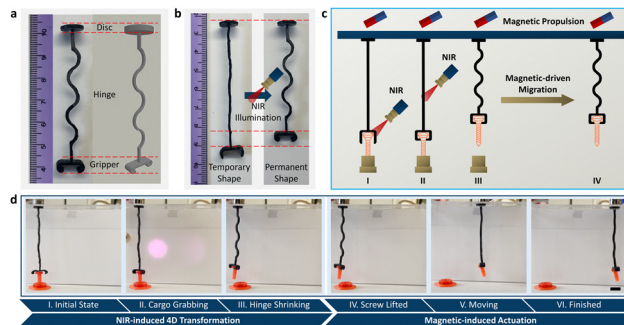 a
Disc
Hinge
Gripper
b
NIR
Illumination
Temporary
Shape
Permanent
Shape
c
Magnetic Propulsion
NIR
NIR
Magnetic-driven
Migration
I
II
III
IV
d
I. Initial State
II. Cargo Grabbing
III. Hinge Shrinking
IV. Screw Lifted
V. Moving
VI. Finished
NIR-induced 4D Transformation
Magnetic-induced Actuation